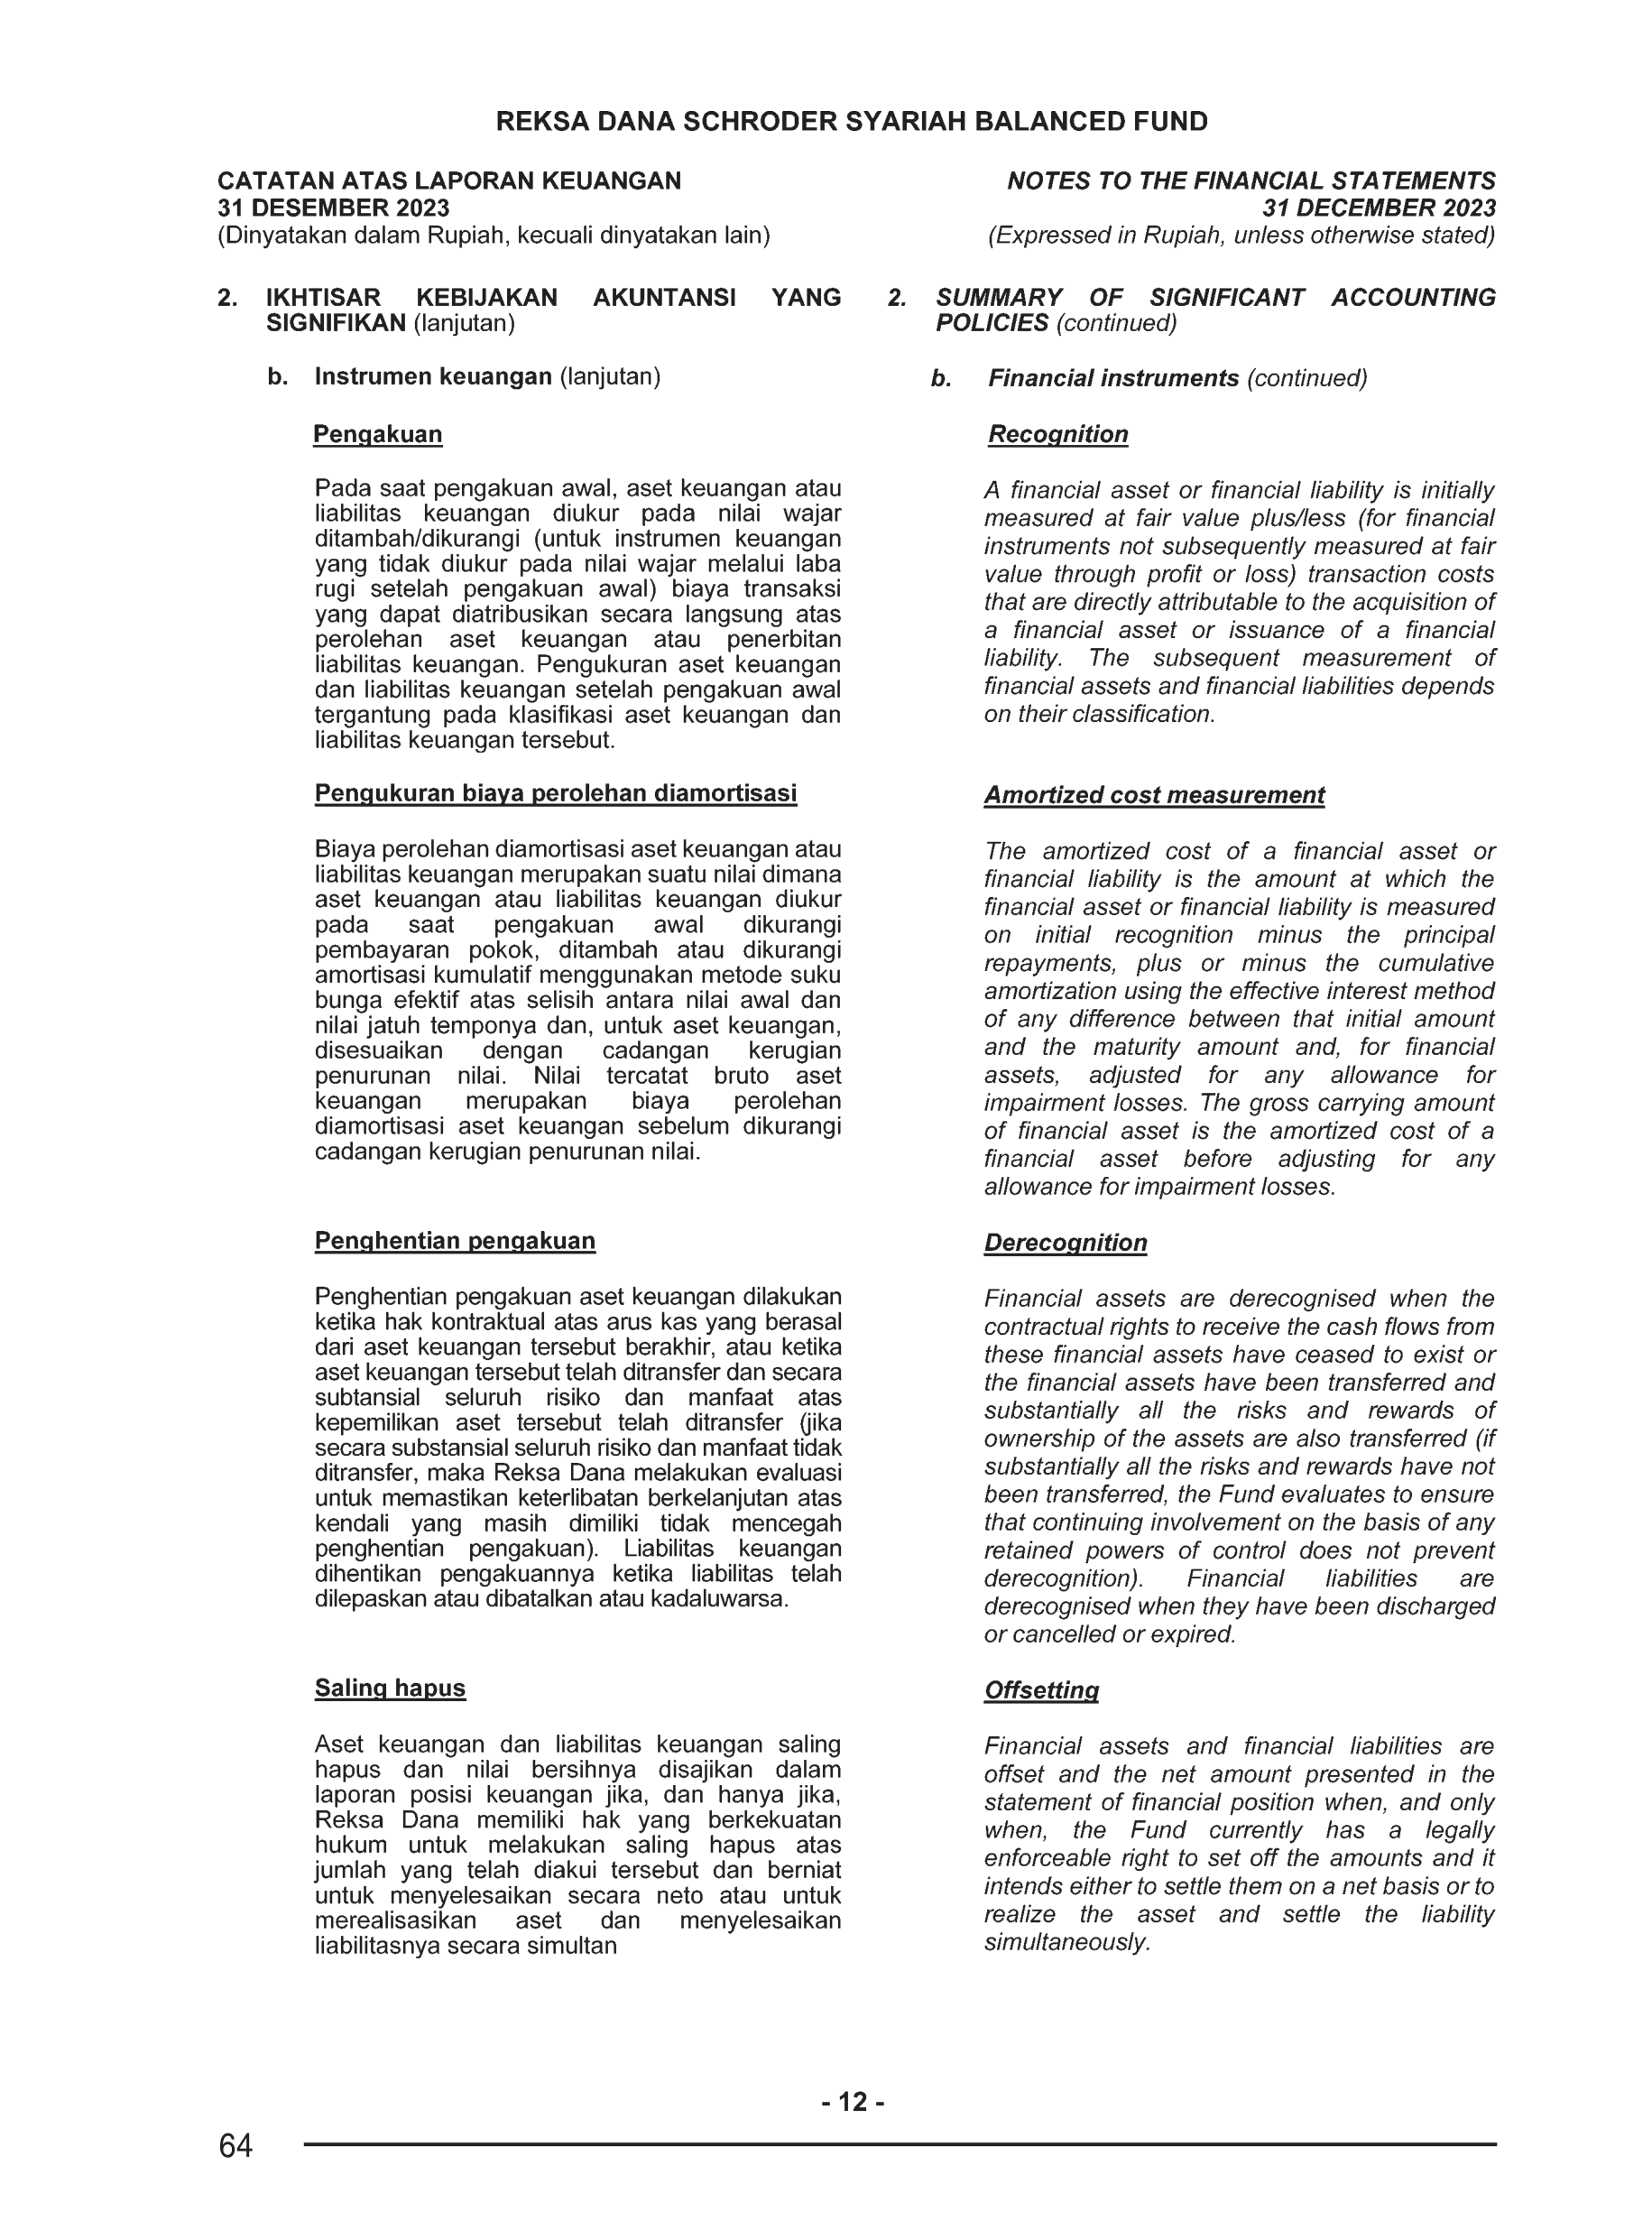 REKSA DANA SCHRODER SYARIAH BALANCED FUND
CATATAN ATAS LAPORAN KEUANGAN
31 DESEMBER 2023
(Dinyatakan dalam Rupiah, kecuali dinyatakan lain)
NOTES TO THE FINANCIAL STATEMENTS
31 DECEMBER 2023
(Expressed in Rupiah, unless otherwise stated)
2. IKHTISAR KEBIJAKAN AKUNTANSI YANG
SIGNIFIKAN (lanjutan)
b. Instrumen keuangan (lanjutan)
Pengakuan
Pada saat pengakuan awal, aset keuangan atau
liabilitas keuangan diukur pada nilai wajar
ditambah/dikurangi (untuk instrumen keuangan
yang tidak diukur pada nilai wajar melalui laba
rugi setelah pengakuan awal) biaya transaksi
yang dapat diatribusikan secara langsung atas
perolehan aset keuangan atau penerbitan
liabilitas keuangan. Pengukuran aset keuangan
dan liabilitas keuangan setelah pengakuan awal
tergantung pada klasifikasi aset keuangan dan
liabilitas keuangan tersebut.
Pengukuran biaya perolehan diamortisasi
Biaya perolehan diamortisasi aset keuangan atau
liabilitas keuangan merupakan suatu nilai dimana
aset keuangan atau liabilitas keuangan diukur
pada saat pengakuan awal dikurangi
pembayaran pokok, ditambah atau dikurangi
amortisasi kumulatif menggunakan metode suku
bunga efektif atas selisih antara nilai awal dan
nilai jatuh temponya dan, untuk aset keuangan,
disesuaikan dengan cadangan kerugian
penurunan nilai. Nilai tercatat bruto aset
keuangan merupakan biaya perolehan
diamortisasi aset keuangan sebelum dikurangi
cadangan kerugian penurunan nilai.
Penghentian pengakuan
Penghentian pengakuan aset keuangan dilakukan
ketika hak kontraktual atas arus kas yang berasal
dari aset keuangan tersebut berakhir, atau ketika
aset keuangan tersebut telah ditransfer dan secara
subtansial seluruh risiko dan manfaat atas
kepemilikan aset tersebut telah ditransfer (jika
secara substansial seluruh risiko dan manfaat tidak
ditransfer, maka Reksa Dana melakukan evaluasi
untuk memastikan keterlibatan berkelanjutan atas
kendali yang masih dimiliki tidak mencegah
penghentian pengakuan). Liabilitas keuangan
dihentikan pengakuannya ketika liabilitas telah
dilepaskan atau dibatalkan atau kadaluwarsa.
Saling hapus
Aset keuangan dan liabilitas keuangan saling
hapus dan nilai bersihnya disajikan dalam
laporan posisi keuangan jika, dan hanya jika,
Reksa Dana memiliki hak yang berkekuatan
hukum untuk melakukan saling hapus atas
jumlah yang telah diakui tersebut dan berniat
untuk menyelesaikan secara neto atau untuk
merealisasikan aset dan menyelesaikan
liabilitasnya secara simultan
2. SUMMARY OF SIGNIFICANT ACCOUNTING
POLICIES (continued)
b. Financial instruments (continued)
Recognition
A financial asset or financial liability is initially
measured at fair value plus/less (for financial
instruments not subsequently measured at fair
value through profit or loss) transaction costs
that are directly attributable to the acquisition of
a financial asset or issuance of a financial
liability. The subsequent measurement of
financial assets and financial liabilities depends
on their classification.
Amortized cost measurement
The amortized cost of a financial asset or
financial liability is the amount at which the
financial asset or financial liability is measured
on initial recognition minus the principal
repayments, plus or minus the cumulative
amortization using the effective interest method
of any difference between that initial amount
and the maturity amount and, for financial
assets, adjusted for any allowance for
impairment losses. The gross carrying amount
of financial asset is the amortized cost of a
financial asset before adjusting for any
allowance for impairment losses.
Derecognition
Financial assets are derecognised when the
contractual rights to receive the cash flows from
these financial assets have ceased to exist or
the financial assets have been transferred and
substantially all the risks and rewards of
ownership of the assets are also transferred (if
substantially all the risks and rewards have not
been transferred, the Fund evaluates to ensure
that continuing involvement on the basis of any
retained powers of control does not prevent
derecognition). Financial liabilities are
derecognised when they have been discharged
or cancelled or expired.
Offsetting
Financial assets and financial liabilities are
offset and the net amount presented in the
statement of financial position when, and only
when, the Fund currently has a legally
enforceable right to set off the amounts and it
intends either to settle them on a net basis or to
realize the asset and settle the liability
simultaneously.
- 12 -
64